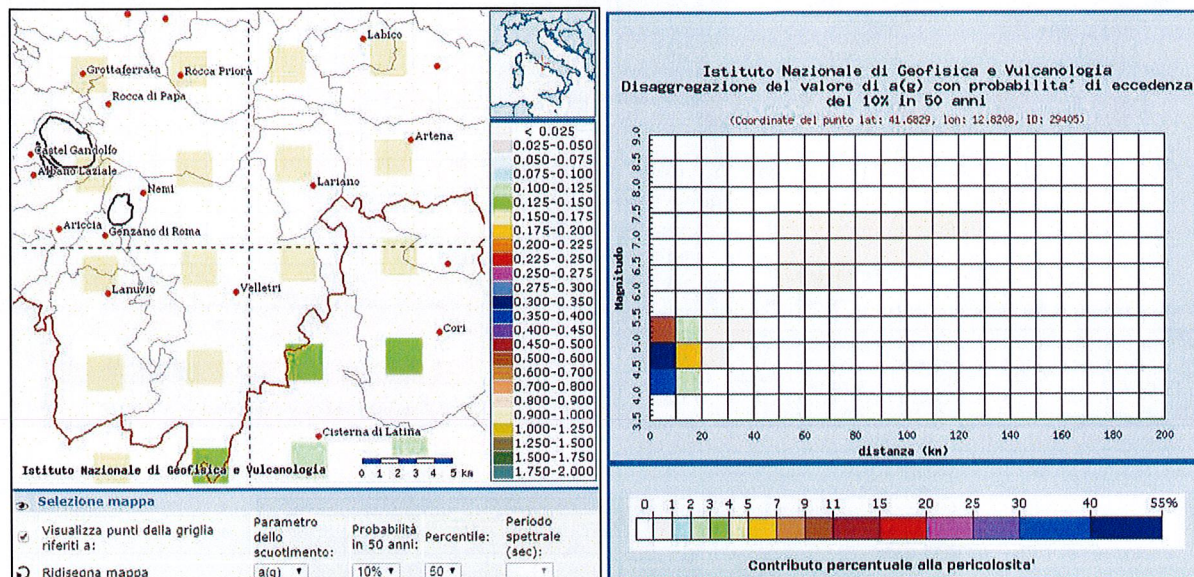 Labico
Grottaferrata
Rocca Priora
Rocca di Papa
Artena
Castel Gandolfo
Albano Laziale
Nemi
Lariano
Ariccia
Genzano di Roma
Lanuvio
Velletri
Cori
Cisterna di Latina
Istituto Nazionale di Geofisica e Vulcanologia
0 1 2 3 4 5 km
< 0.025
0.025-0.050
0.050-0.075
0.075-0.100
0.100-0.125
0.125-0.150
0.150-0.175
0.175-0.200
0.200-0.225
0.225-0.250
0.250-0.275
0.275-0.300
0.300-0.350
0.350-0.400
0.400-0.450
0.450-0.500
0.500-0.600
0.600-0.700
0.700-0.800
0.800-0.900
0.900-1.000
1.000-1.250
1.250-1.500
1.500-1.750
1.750-2.000
Selezione mappa
Visualizza punti della griglia
riferiti a:
Parametro
dello
scuotimento:
Probabilità
in 50 anni:
Percentile:
Periodo
spettrale
(sec):
Ridisegna mappa
a(g)
10%
50
Istituto Nazionale di Geofisica e Vulcanologia
Disaggregazione del valore di a(g) con probabilita' di eccedenza
del 10% in 50 anni
(Coordinate del punto lat: 41.6829, lon: 12.8208, ID: 29405)
Magnitudo
9.0
8.5
8.0
7.5
7.0
6.5
6.0
5.5
5.0
4.5
4.0
3.5
0 20 40 60 80 100 120 140 160 180 200
distanza (km)
0 1 2 3 4 5 7 9 11 15 20 25 30 40 55%
Contributo percentuale alla pericolosita'